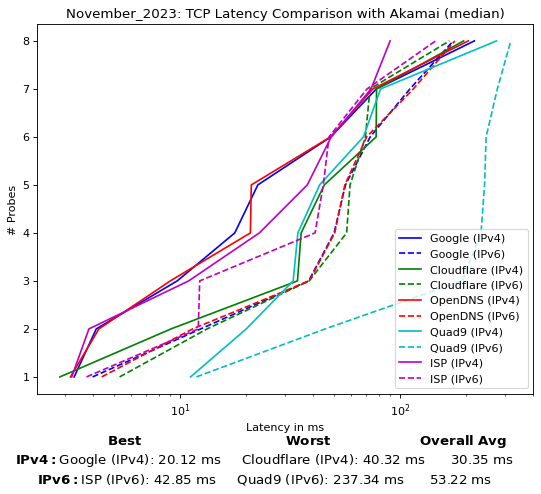 November_2023: TCP Latency Comparison with Akamai (median)
# Probes
8
7
6
5
4
3
2
1
Google (IPv4)
Google (IPv6)
Cloudflare (IPv4)
Cloudflare (IPv6)
OpenDNS (IPv4)
OpenDNS (IPv6)
Quad9 (IPv4)
Quad9 (IPv6)
ISP (IPv4)
ISP (IPv6)
10¹ 10²
Latency in ms
Best Worst Overall Avg
IPv4: Google (IPv4): 20.12 ms Cloudflare (IPv4): 40.32 ms 30.35 ms
IPv6: ISP (IPv6): 42.85 ms Quad9 (IPv6): 237.34 ms 53.22 ms